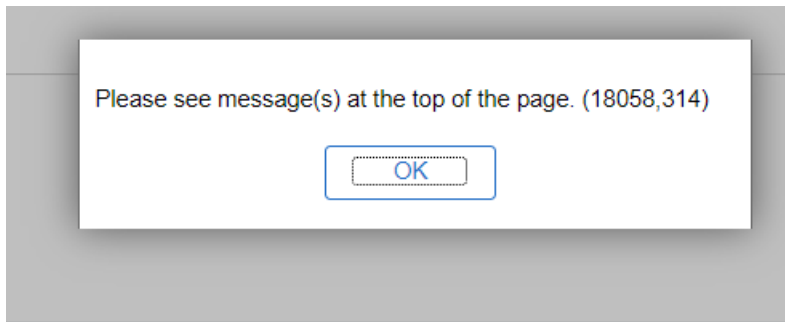 Please see message(s) at the top of the page. (18058,314)
OK